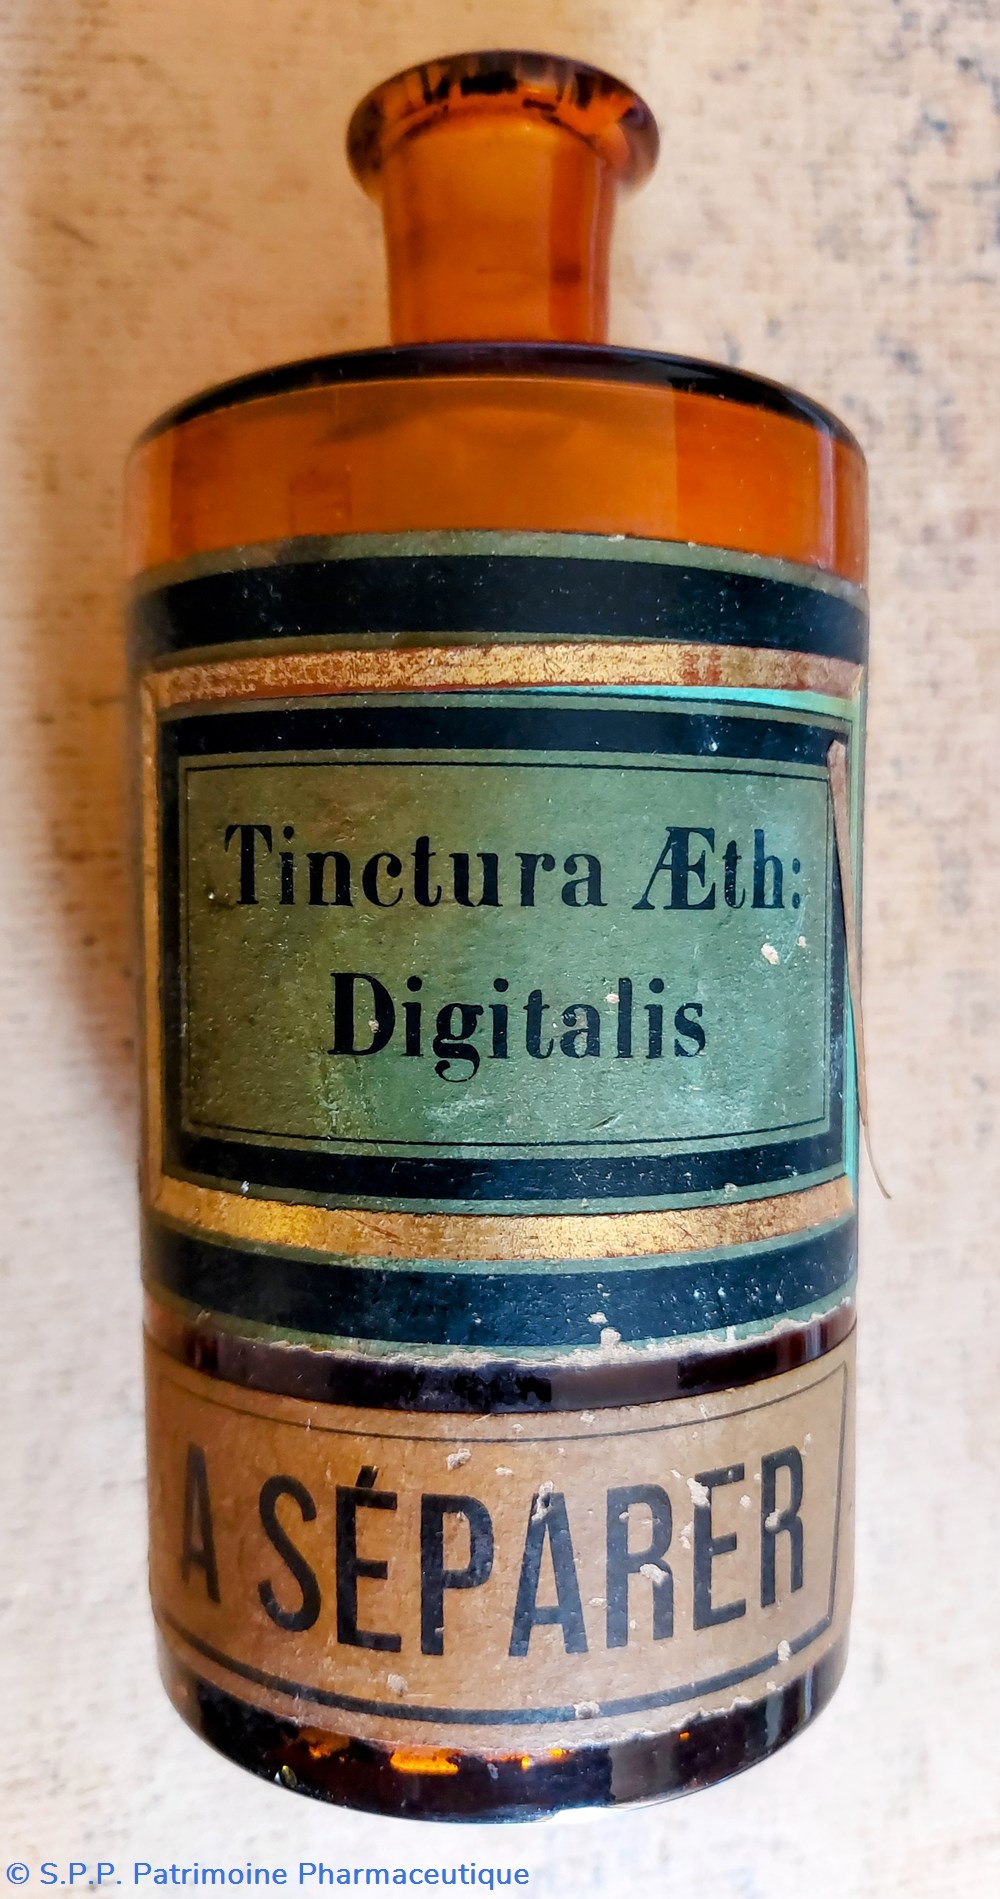 Tinctura Æth:
Digitalis
A SÉPARER
© S.P.P. Patrimoine Pharmaceutique